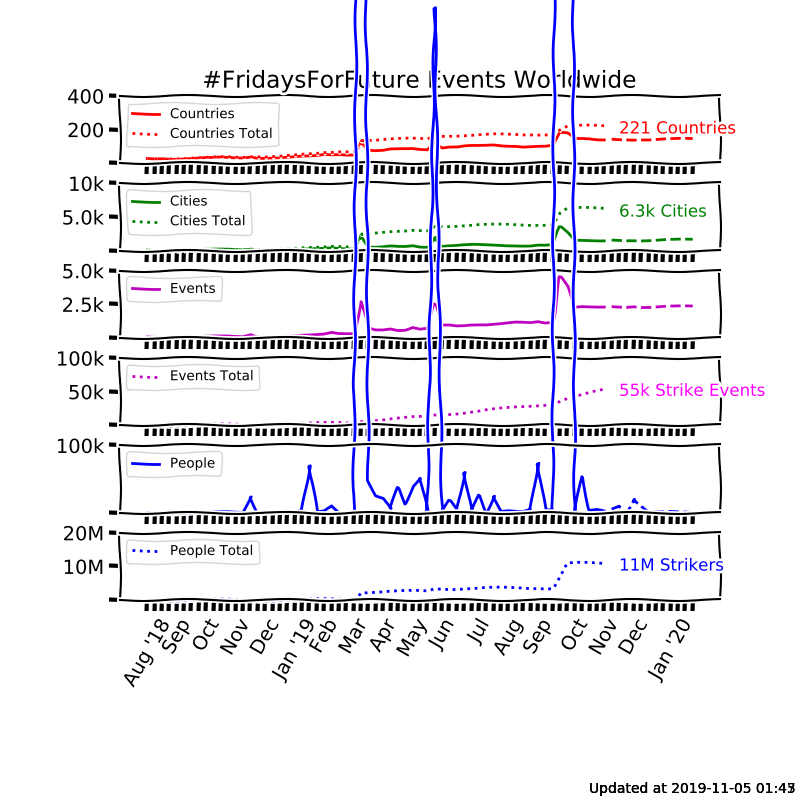 #FridaysForFuture Events Worldwide
400
200
Countries
Countries Total
221 Countries
10k
5.0k
Cities
Cities Total
6.3k Cities
5.0k
2.5k
Events
100k
50k
Events Total
55k Strike Events
100k
People
20M
10M
People Total
11M Strikers
Aug '18
Sep
Oct
Nov
Dec
Jan '19
Feb
Mar
Apr
May
Jun
Jul
Aug
Sep
Oct
Nov
Dec
Jan '20
Updated at 2019-11-05